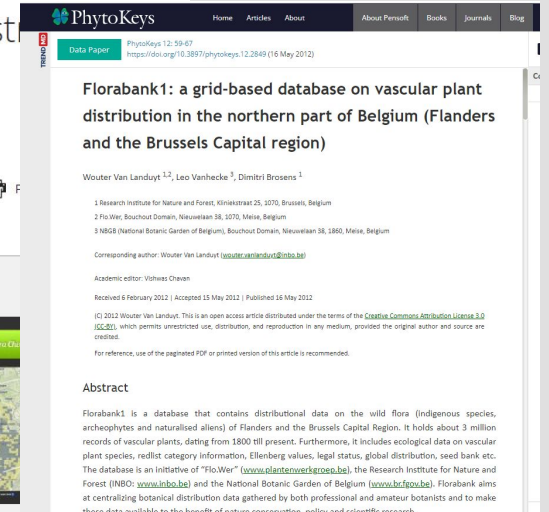 PhytoKeys
Home Articles About About Pensoft Books Journals Blog
TREND MD
Data Paper
PhytoKeys 12: 59-67
https://doi.org/10.3897/phytokeys.12.2849 (16 May 2012)
Florabank1: a grid-based database on vascular plant
distribution in the northern part of Belgium (Flanders
and the Brussels Capital region)
Wouter Van Landuyt 1,2, Leo Vanhecke 3, Dimitri Brosens 1
1 Research Institute for Nature and Forest, Kliniekstraat 25, 1070, Brussels, Belgium
2 Flo.Wer, Bouchout Domain, Nieuwelaan 38, 1070, Meise, Belgium
3 NBGB (National Botanic Garden of Belgium), Bouchout Domain, Nieuwelaan 38, 1860, Meise, Belgium
Corresponding author: Wouter Van Landuyt (wouter.vanlanduyt@inbo.be)
Academic editor: Vishwas Chavan
Received 6 February 2012 | Accepted 15 May 2012 | Published 16 May 2012
(C) 2012 Wouter Van Landuyt. This is an open access article distributed under the terms of the Creative Commons Attribution License 3.0
(CC-BY), which permits unrestricted use, distribution, and reproduction in any medium, provided the original author and source are
credited.
For reference, use of the paginated PDF or printed version of this article is recommended.
Abstract
Florabank1 is a database that contains distributional data on the wild flora (indigenous species,
archeophytes and naturalised aliens) of Flanders and the Brussels Capital Region. It holds about 3 million
records of vascular plants, dating from 1800 till present. Furthermore, it includes ecological data on vascular
plant species, redlist category information, Ellenberg values, legal status, global distribution, seed bank etc.
The database is an initiative of "Flo.Wer" (www.plantenwerkgroep.be), the Research Institute for Nature and
Forest (INBO: www.inbo.be) and the National Botanic Garden of Belgium (www.br.fgov.be). Florabank aims
at centralizing botanical distribution data gathered by both professional and amateur botanists and to make
these data available to the benefit of nature conservation, policy and scientific research.